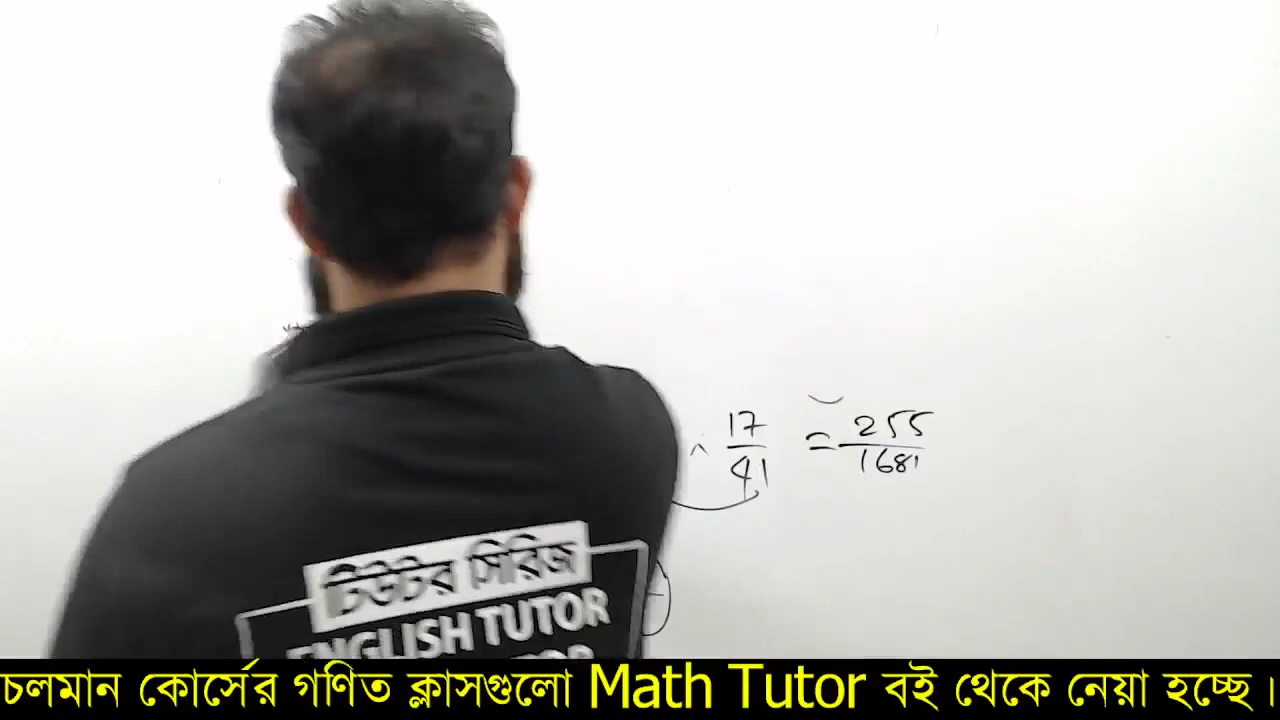 17/41 = 255/1681
টিউটর সিরিজ
ENGLISH TUTOR
চলমান কোর্সের গণিত ক্লাসগুলো Math Tutor বই থেকে নেয়া হচ্ছে।